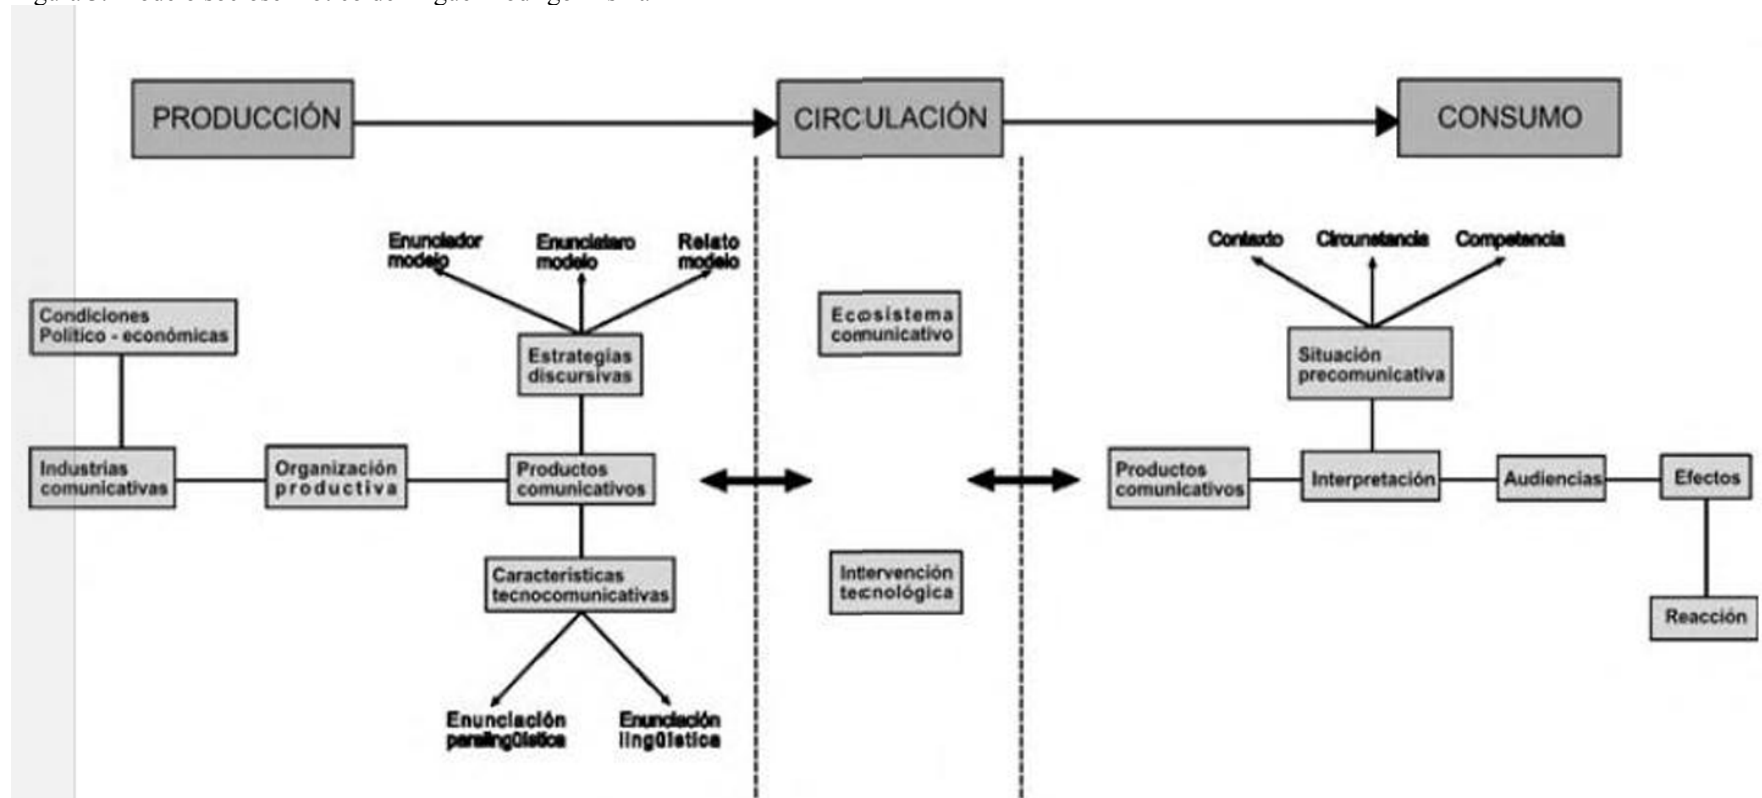 PRODUCCIÓN
CIRCULACIÓN
CONSUMO
Enunciador
modelo
Enunciataro
modelo
Relato
modelo
Contexto
Circunstancia
Competencia
Condiciones
Político - económicas
Estrategias
discursivas
Ecosistema
comunicativo
Situación
precomunicativa
Industrias
comunicativas
Organización
productiva
Productos
comunicativos
Productos
comunicativos
Interpretación
Audiencias
Efectos
Características
tecnocomunicativas
Intervención
tecnológica
Reacción
Enunciación
paralingüística
Enunciación
lingüística